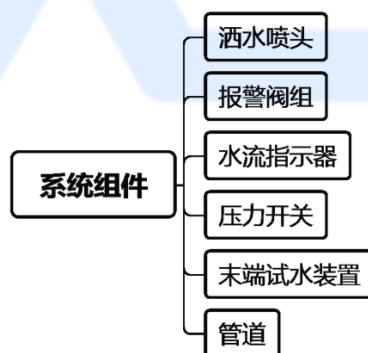 洒水喷头
报警阀组
水流指示器
系统组件
压力开关
末端试水装置
管道